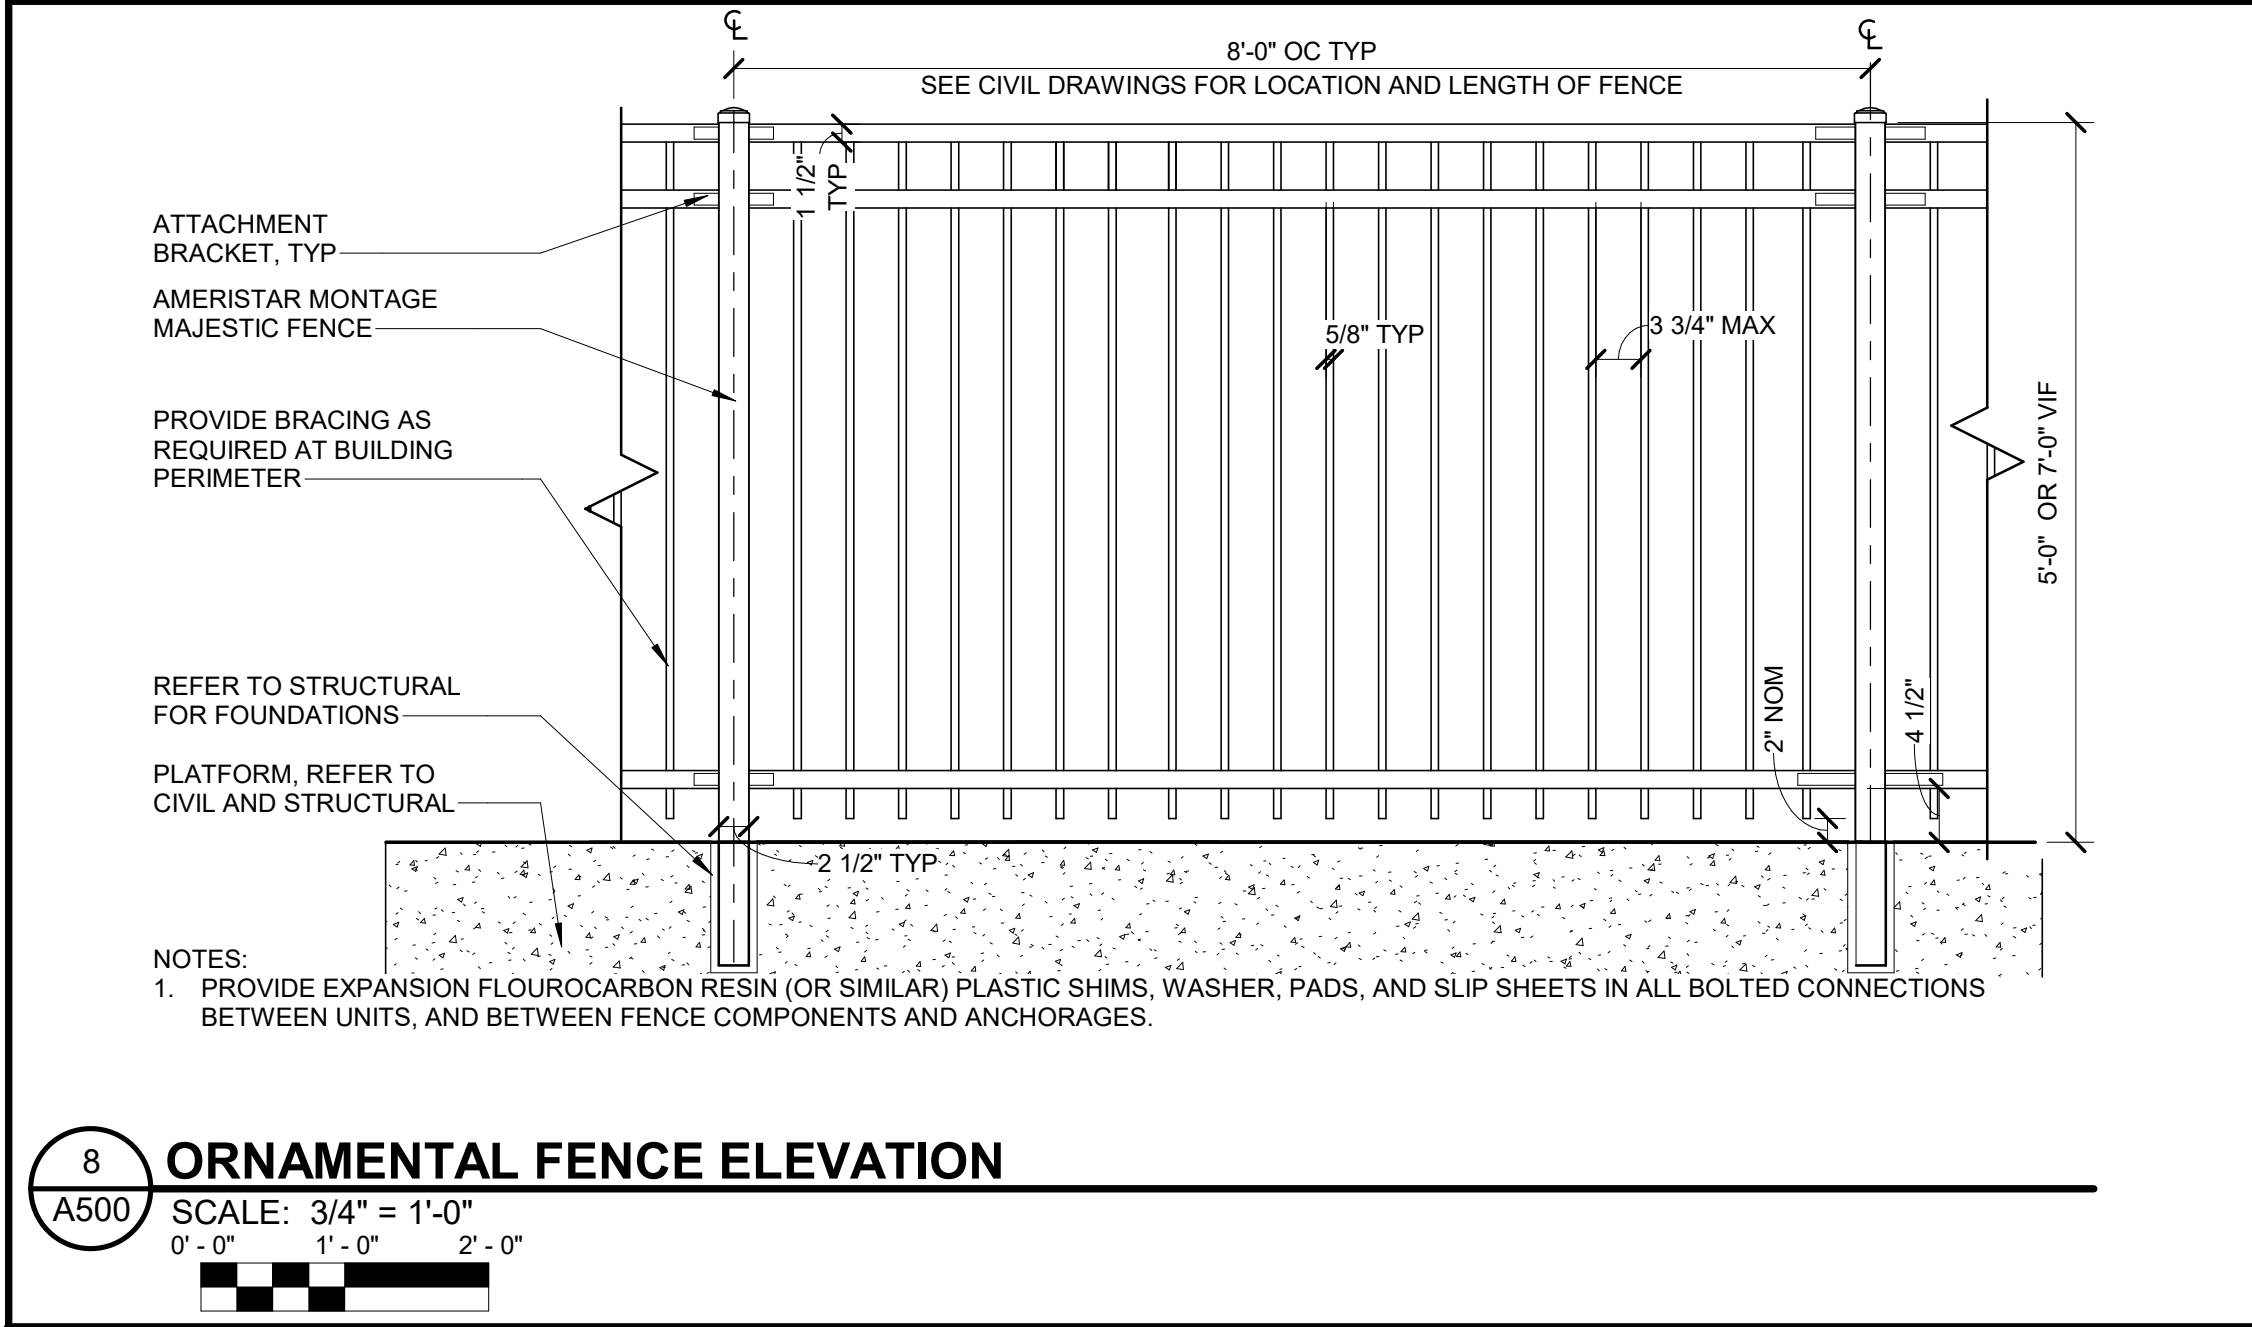 ℄
℄
8'-0" OC TYP
SEE CIVIL DRAWINGS FOR LOCATION AND LENGTH OF FENCE
1 1/2"
TYP
ATTACHMENT
BRACKET, TYP
AMERISTAR MONTAGE
MAJESTIC FENCE
5/8" TYP
3 3/4" MAX
5'-0"  OR 7'-0" VIF
PROVIDE BRACING AS
REQUIRED AT BUILDING
PERIMETER
REFER TO STRUCTURAL
FOR FOUNDATIONS
2" NOM
4 1/2"
PLATFORM, REFER TO
CIVIL AND STRUCTURAL
2 1/2" TYP
NOTES:
1. PROVIDE EXPANSION FLOUROCARBON RESIN (OR SIMILAR) PLASTIC SHIMS, WASHER, PADS, AND SLIP SHEETS IN ALL BOLTED CONNECTIONS
BETWEEN UNITS, AND BETWEEN FENCE COMPONENTS AND ANCHORAGES.
8
A500
ORNAMENTAL FENCE ELEVATION
SCALE: 3/4" = 1'-0"
0' - 0" 1' - 0" 2' - 0"